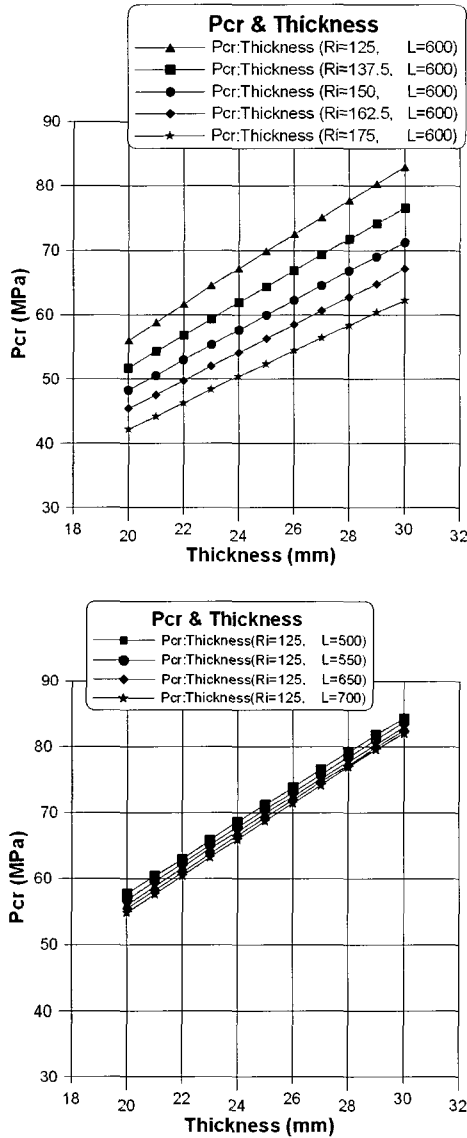 Pcr & Thickness
Pcr:Thickness (Ri=125, L=600)
Pcr:Thickness (Ri=137.5, L=600)
Pcr:Thickness (Ri=150, L=600)
Pcr:Thickness (Ri=162.5, L=600)
Pcr:Thickness (Ri=175, L=600)
90
80
70
60
50
40
30
Pcr (MPa)
18 20 22 24 26 28 30 32
Thickness (mm)
Pcr & Thickness
Pcr:Thickness(Ri=125, L=500)
Pcr:Thickness(Ri=125, L=550)
Pcr:Thickness(Ri=125, L=650)
Pcr:Thickness(Ri=125, L=700)
90
80
70
60
50
40
30
Pcr (MPa)
18 20 22 24 26 28 30 32
Thickness (mm)